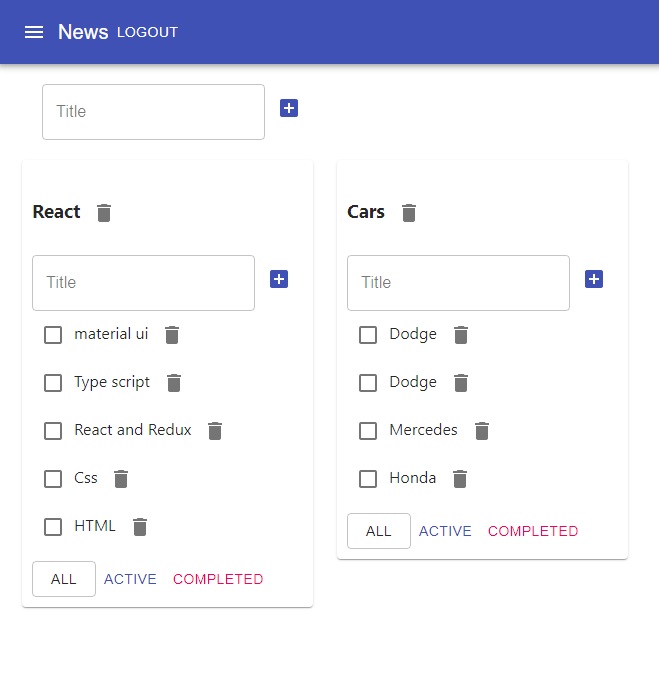 News LOGOUT
Title
React
Title
material ui
Type script
React and Redux
Css
HTML
ALL ACTIVE COMPLETED
Cars
Title
Dodge
Dodge
Mercedes
Honda
ALL ACTIVE COMPLETED